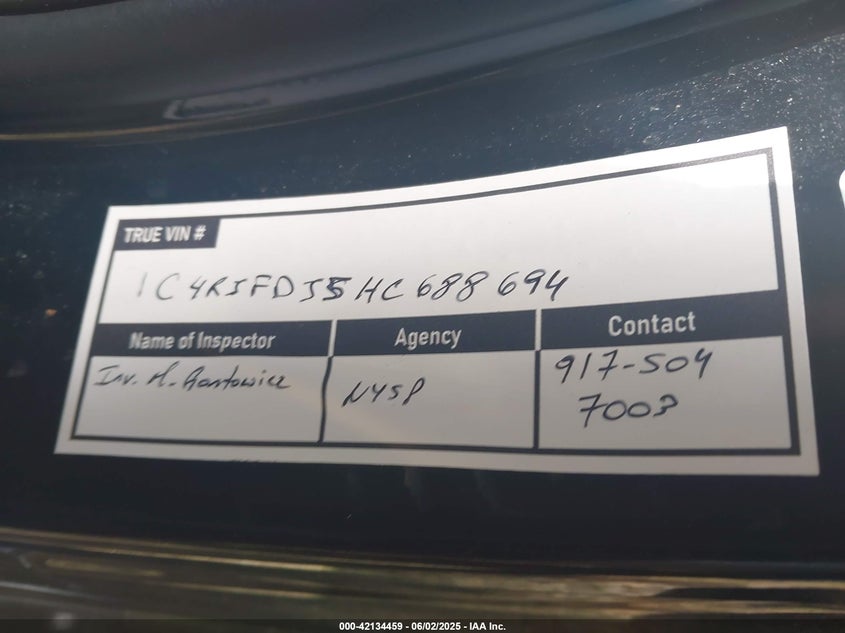 TRUE VIN #
1C4RJFDJ5HC688694
Name of Inspector
Agency
Contact
Inv. M.
NYSP
917-504
7003
000-42134459 - 06/02/2025 - IAA Inc.